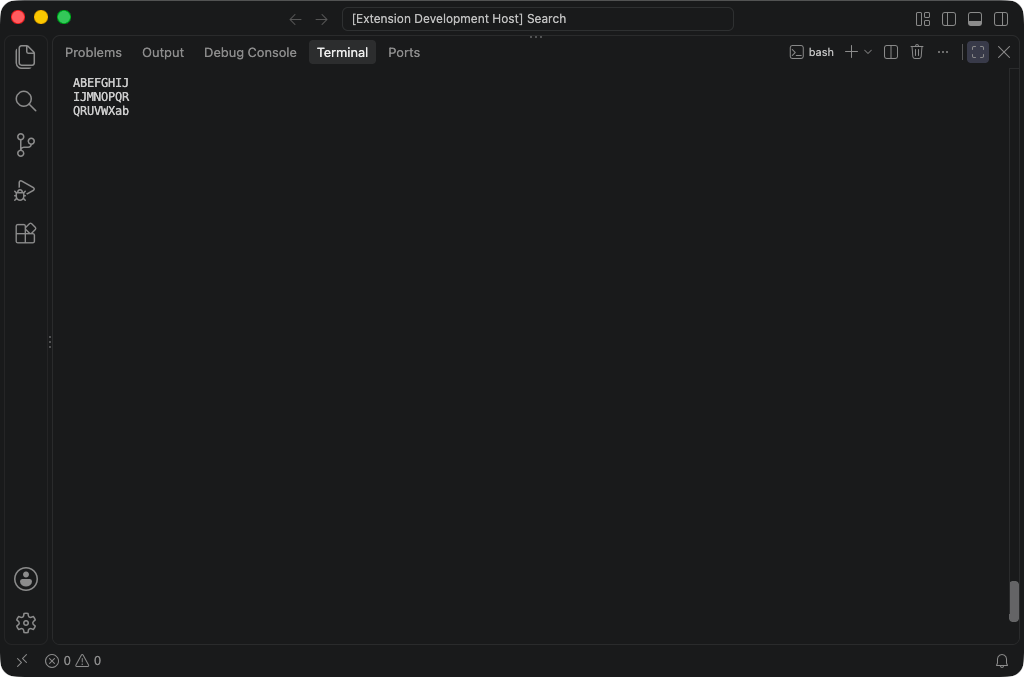 [Extension Development Host] Search
Problems Output Debug Console Terminal Ports bash
ABEFGHIJ
IJMNOPQR
QRUVWXab
0 0